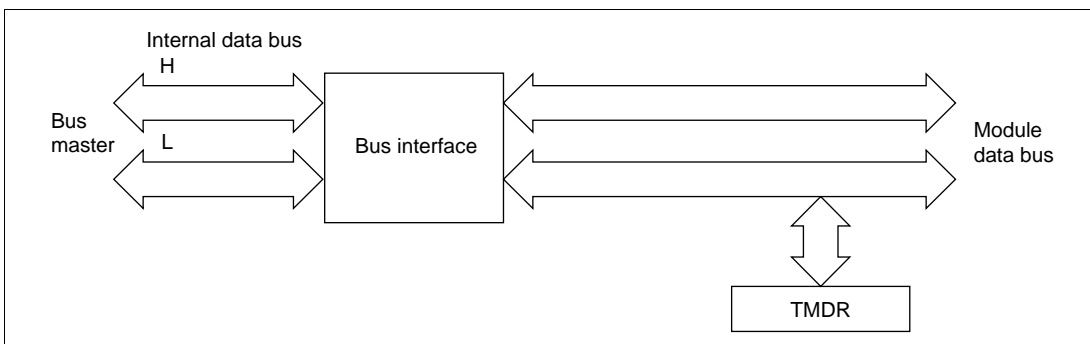 Internal data bus
H
Bus
master
L
Bus interface
Module
data bus
TMDR